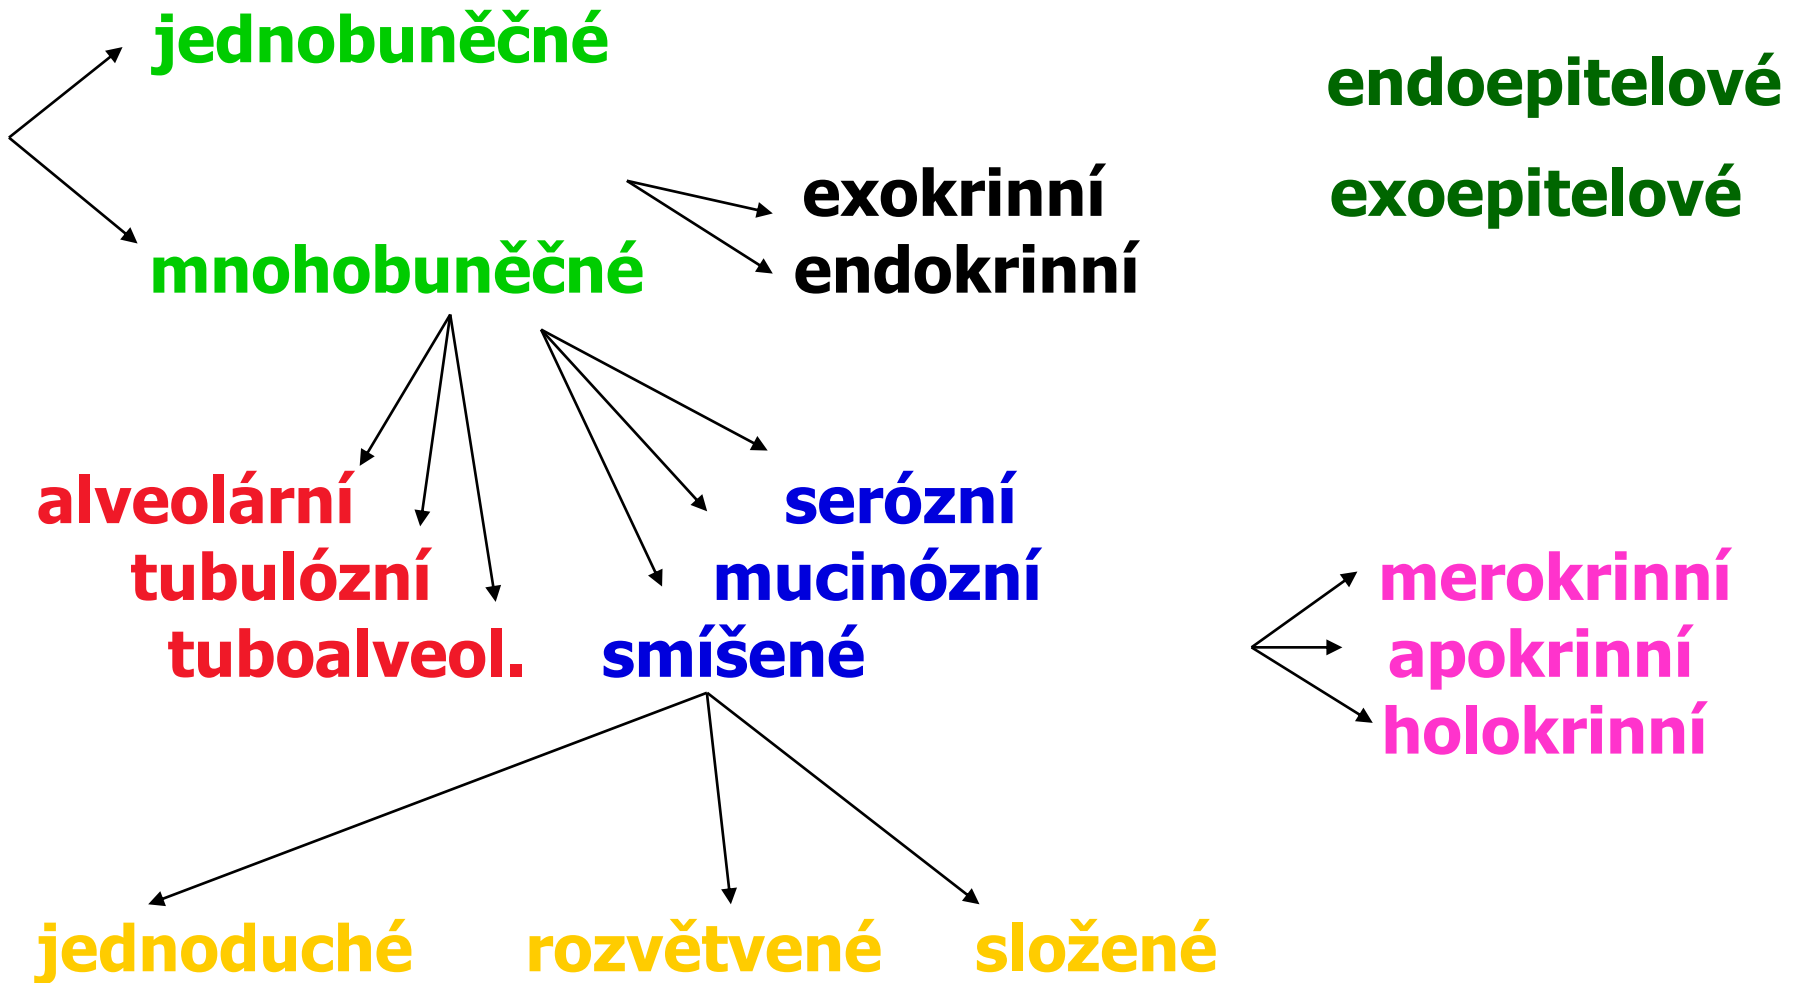 jednobuněčné
endoepitelové
exokrinní
exoepitelové
mnohobuněčné
endokrinní
alveolární
serózní
tubulózní
mucinózní
merokrinní
tuboalveol.
smíšené
apokrinní
holokrinní
jednoduché
rozvětvené
složené